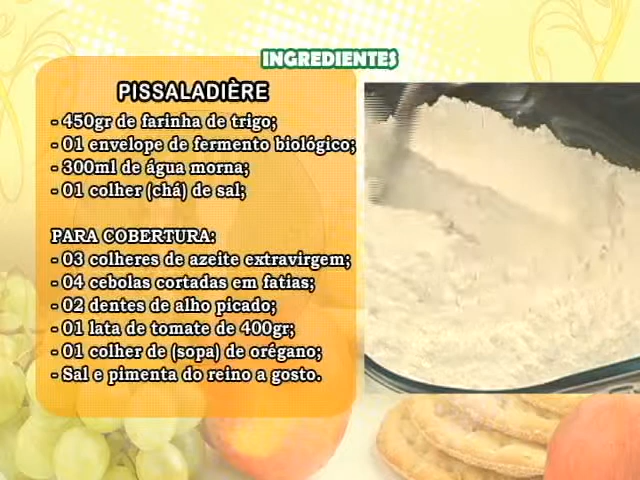 INGREDIENTES
PISSALADIÈRE
- 450gr de farinha de trigo;
- 01 envelope de fermento biológico;
- 300ml de água morna;
- 01 colher (chá) de sal;
PARA COBERTURA:
- 03 colheres de azeite extravirgem;
- 04 cebolas cortadas em fatias;
- 02 dentes de alho picado;
- 01 lata de tomate de 400gr;
- 01 colher de (sopa) de orégano;
- Sal e pimenta do reino a gosto.